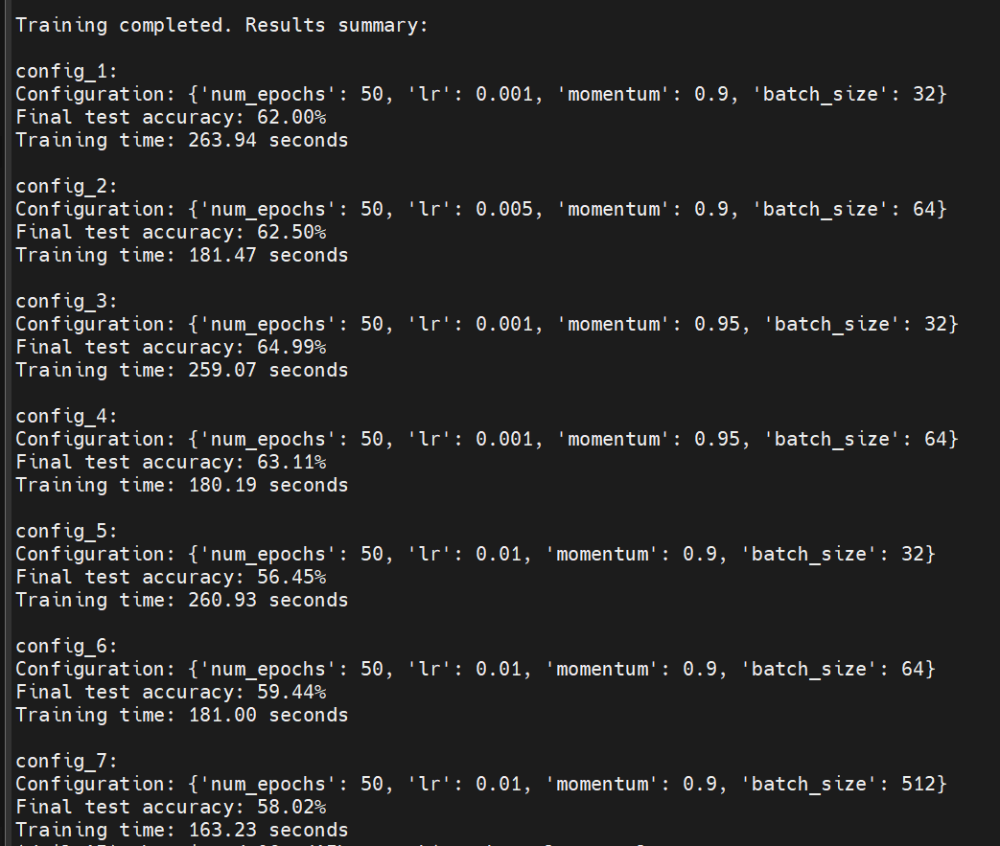 Training completed. Results summary:
config_1:
Configuration: {'num_epochs': 50, 'lr': 0.001, 'momentum': 0.9, 'batch_size': 32}
Final test accuracy: 62.00%
Training time: 263.94 seconds
config_2:
Configuration: {'num_epochs': 50, 'lr': 0.005, 'momentum': 0.9, 'batch_size': 64}
Final test accuracy: 62.50%
Training time: 181.47 seconds
config_3:
Configuration: {'num_epochs': 50, 'lr': 0.001, 'momentum': 0.95, 'batch_size': 32}
Final test accuracy: 64.99%
Training time: 259.07 seconds
config_4:
Configuration: {'num_epochs': 50, 'lr': 0.001, 'momentum': 0.95, 'batch_size': 64}
Final test accuracy: 63.11%
Training time: 180.19 seconds
config_5:
Configuration: {'num_epochs': 50, 'lr': 0.01, 'momentum': 0.9, 'batch_size': 32}
Final test accuracy: 56.45%
Training time: 260.93 seconds
config_6:
Configuration: {'num_epochs': 50, 'lr': 0.01, 'momentum': 0.9, 'batch_size': 64}
Final test accuracy: 59.44%
Training time: 181.00 seconds
config_7:
Configuration: {'num_epochs': 50, 'lr': 0.01, 'momentum': 0.9, 'batch_size': 512}
Final test accuracy: 58.02%
Training time: 163.23 seconds